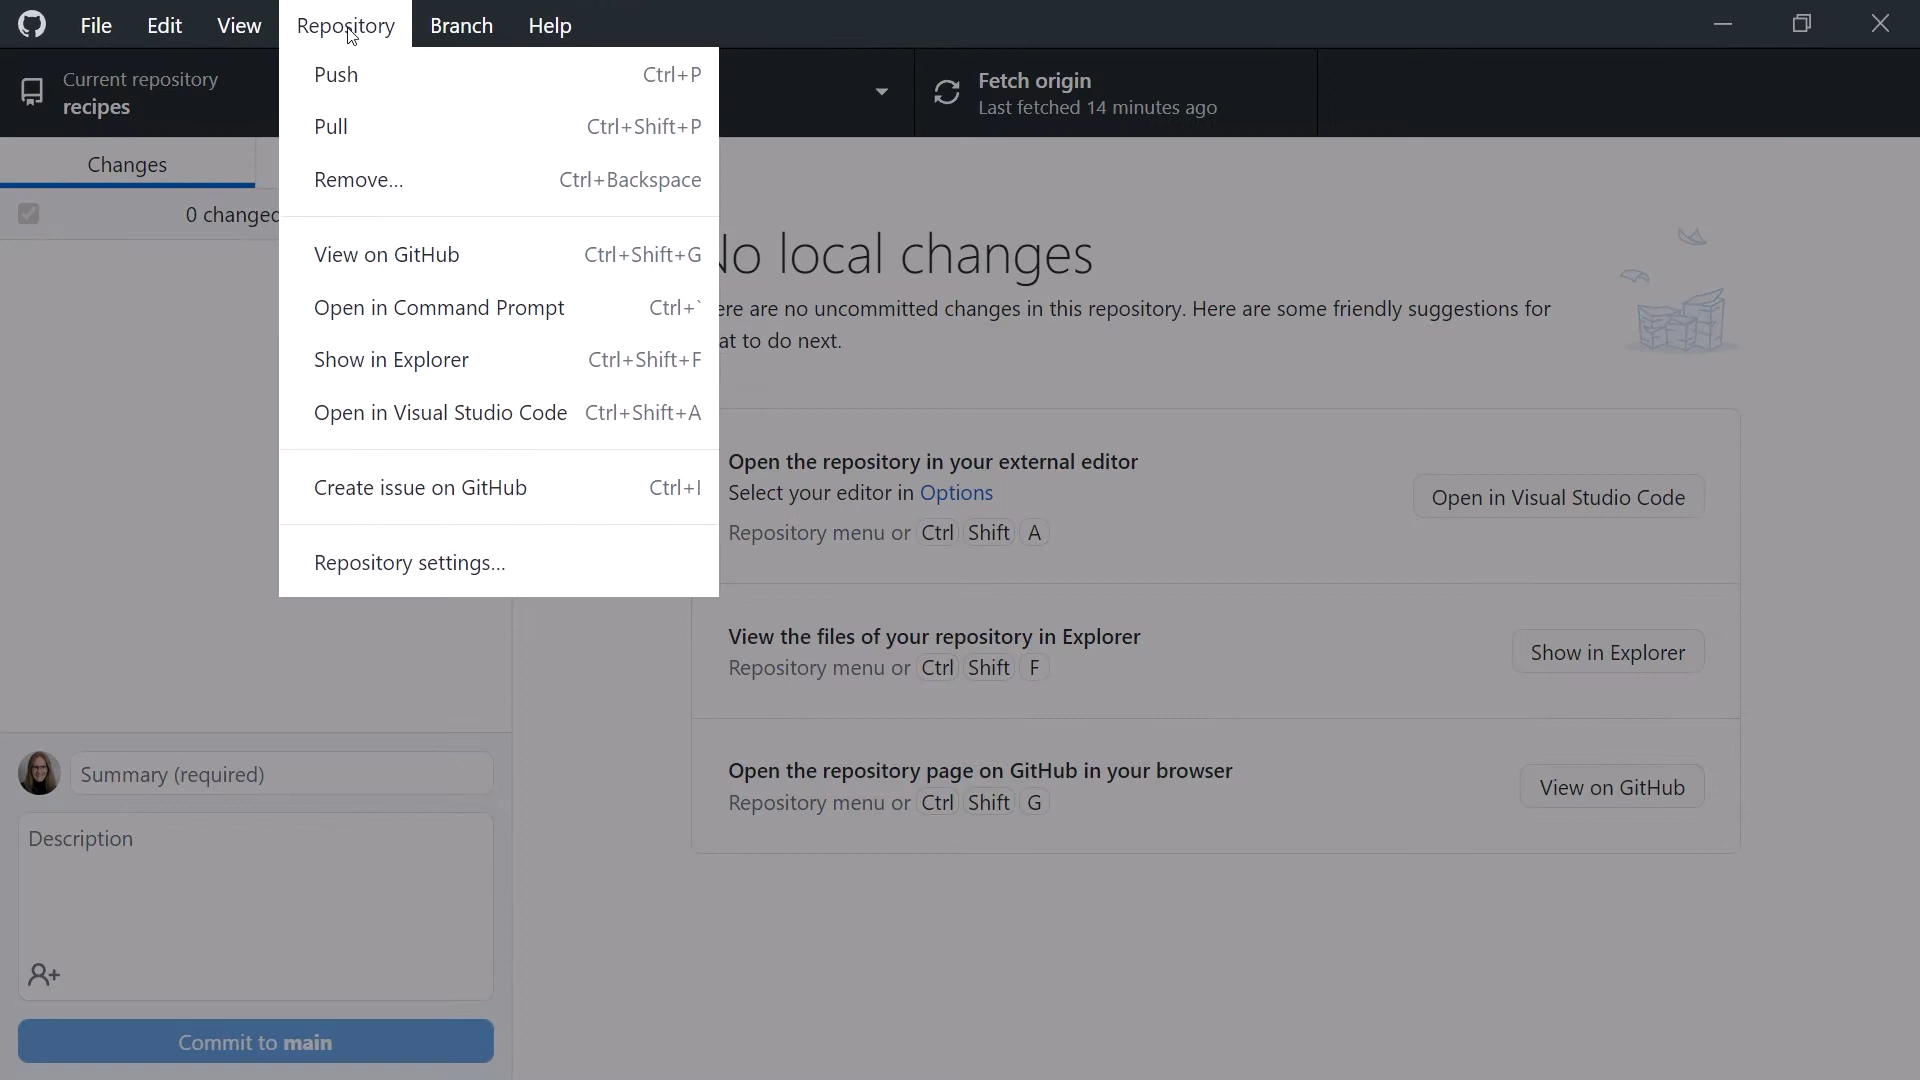 File Edit View Repository Branch Help
Current repository
recipes
Fetch origin
Last fetched 14 minutes ago
Push Ctrl+P
Pull Ctrl+Shift+P
Remove... Ctrl+Backspace
View on GitHub Ctrl+Shift+G
Open in Command Prompt Ctrl+`
Show in Explorer Ctrl+Shift+F
Open in Visual Studio Code Ctrl+Shift+A
Create issue on GitHub Ctrl+I
Repository settings...
Changes
0 changed
No local changes
ere are no uncommitted changes in this repository. Here are some friendly suggestions for
at to do next.
Open the repository in your external editor
Select your editor in Options
Repository menu or Ctrl Shift A
Open in Visual Studio Code
View the files of your repository in Explorer
Repository menu or Ctrl Shift F
Show in Explorer
Open the repository page on GitHub in your browser
Repository menu or Ctrl Shift G
View on GitHub
Summary (required)
Description
Commit to main